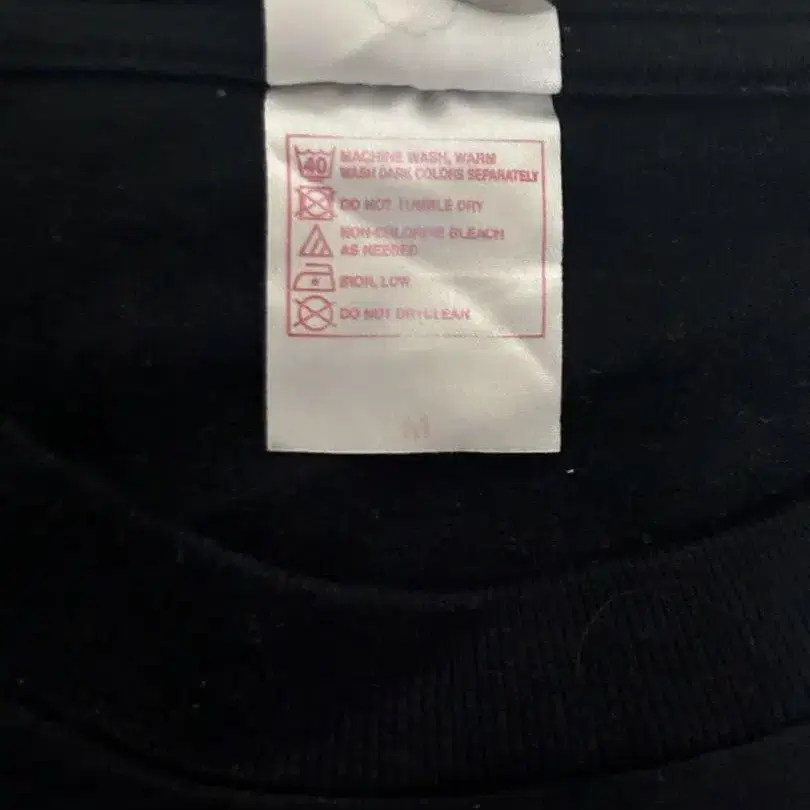 40 MACHINE WASH, WARM
WASH DARK COLORS SEPARATELY
DO NOT TUMBLE DRY
NON-CHLORINE BLEACH
AS NEEDED
IRON, LOW
DO NOT DRYCLEAN
M